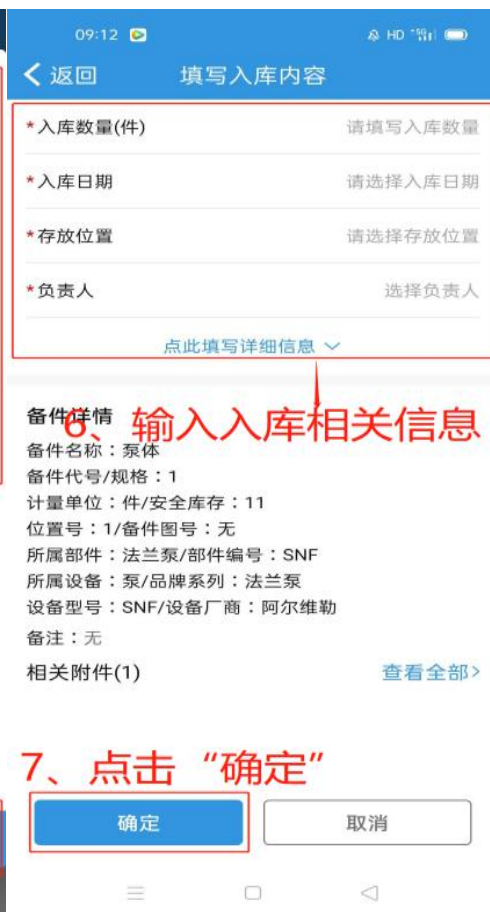 09:12 HD 5G
返回 填写入库内容
*入库数量(件) 请填写入库数量
*入库日期 请选择入库日期
*存放位置 请选择存放位置
*负责人 选择负责人
点此填写详细信息
备件详情
6、输入入库相关信息
备件名称：泵体
备件代号/规格：1
计量单位：件/安全库存：11
位置号：1/备件图号：无
所属部件：法兰泵/部件编号：SNF
所属设备：泵/品牌系列：法兰泵
设备型号：SNF/设备厂商：阿尔维勒
备注：无
相关附件(1) 查看全部>
7、点击“确定”
确定 取消